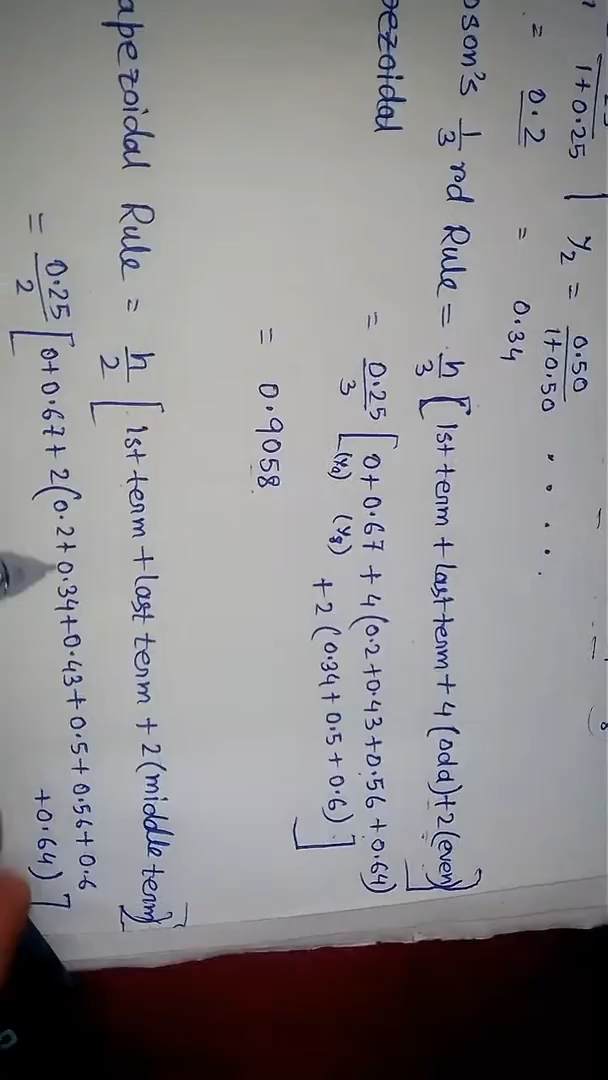 1+0.25 | y₂ = 0.50/1+0.50 , . . . .
= 0.2 = 0.34
1/3 rd Rule = h/3 [1st term + last term + 4(odd)+2(even)]
= 0.25/3 [0+0.67 + 4(0.2+0.43+0.56+0.64)
(y₀) (y₈) +2(0.34+0.5+0.6)]
= 0.9058
Rule = h/2 [1st term + last term + 2(middle term)]
= 0.25/2 [0+0.67+2(0.2+0.34+0.43+0.5+0.56+0.6
+0.64)]